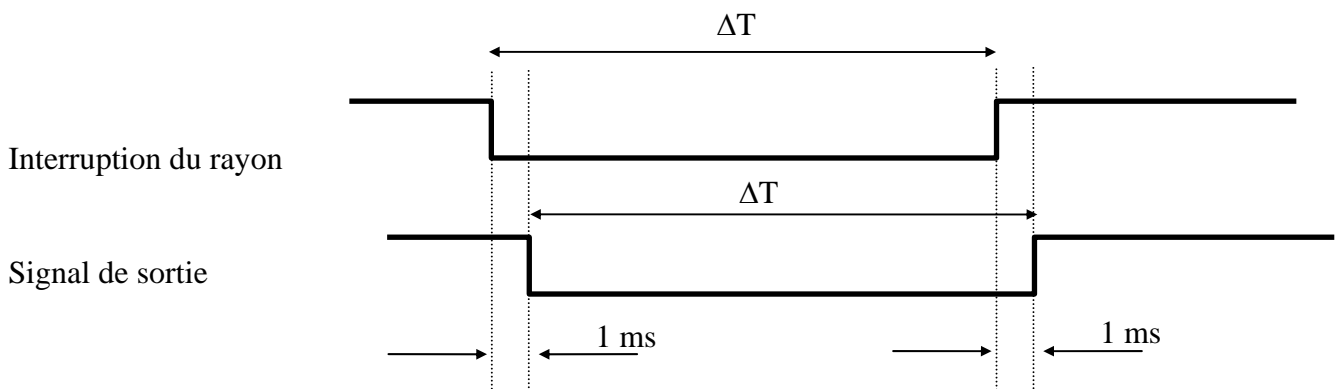 ΔT
Interruption du rayon
ΔT
Signal de sortie
1 ms
1 ms